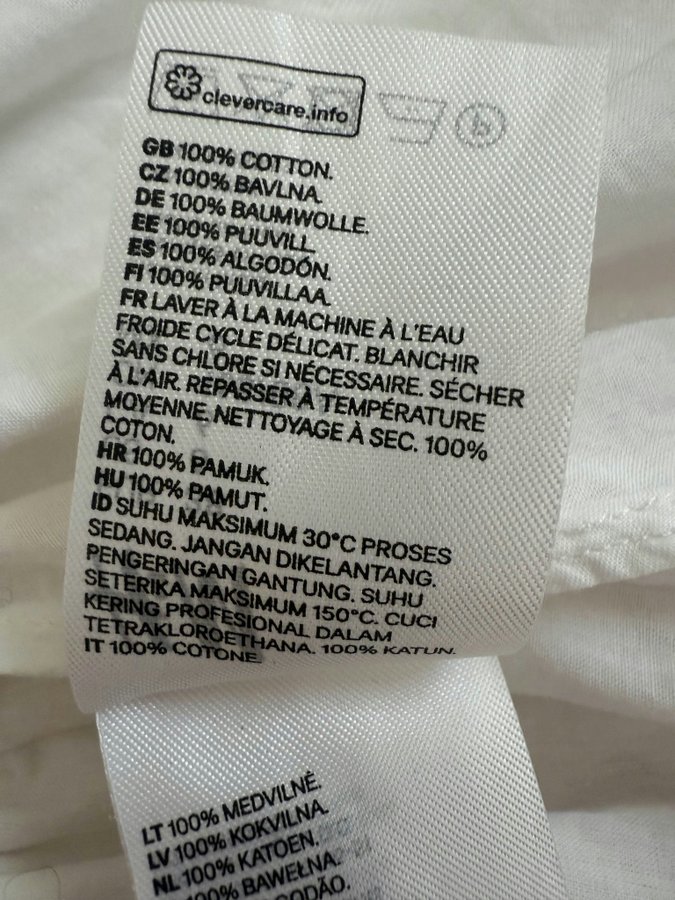 clevercare.info
GB 100% COTTON.
CZ 100% BAVLNA.
DE 100% BAUMWOLLE.
EE 100% PUUVILL.
ES 100% ALGODÓN.
FI 100% PUUVILLAA.
FR LAVER À LA MACHINE À L'EAU
FROIDE CYCLE DÉLICAT. BLANCHIR
SANS CHLORE SI NÉCESSAIRE. SÉCHER
À L'AIR. REPASSER À TEMPÉRATURE
MOYENNE. NETTOYAGE À SEC. 100%
COTON.
HR 100% PAMUK.
HU 100% PAMUT.
ID SUHU MAKSIMUM 30°C PROSES
SEDANG. JANGAN DIKELANTANG.
PENGERINGAN GANTUNG. SUHU
SETERIKA MAKSIMUM 150°C. CUCI
KERING PROFESIONAL DALAM
TETRAKLOROETHANA. 100% KATUN.
IT 100% COTONE.
LT 100% MEDVILNĖ.
LV 100% KOKVILNA.
NL 100% KATOEN.
100% BAWEŁNA.